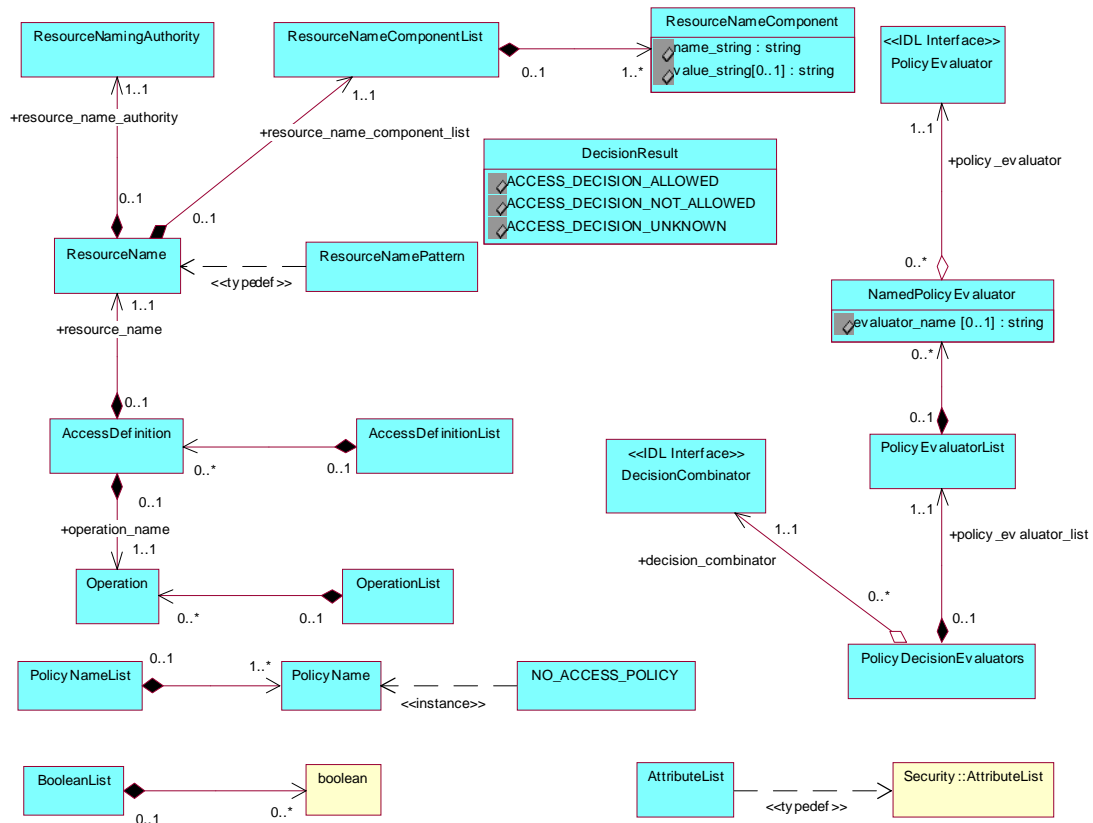 ResourceNamingAuthority
ResourceNameComponentList
ResourceNameComponent
name_string : string
value_string[0..1] : string
0..1
1..*
<<IDL Interface>>
PolicyEvaluator
1..1
+resource_name_authority
1..1
+resource_name_component_list
1..1
+policy_evaluator
DecisionResult
ACCESS_DECISION_ALLOWED
ACCESS_DECISION_NOT_ALLOWED
ACCESS_DECISION_UNKNOWN
0..1
0..1
0..*
ResourceName
ResourceNamePattern
<<typedef>>
NamedPolicyEvaluator
evaluator_name [0..1] : string
1..1
+resource_name
0..*
0..1
0..1
AccessDefinition
AccessDefinitionList
0..*
0..1
PolicyEvaluatorList
<<IDL Interface>>
DecisionCombinator
0..1
+operation_name
1..1
1..1
+policy_evaluator_list
1..1
+decision_combinator
Operation
OperationList
0..*
0..1
0..*
0..1
PolicyDecisionEvaluators
PolicyNameList
0..1
1..*
PolicyName
NO_ACCESS_POLICY
<<instance>>
BooleanList
boolean
0..1
0..*
AttributeList
Security::AttributeList
<<typedef>>